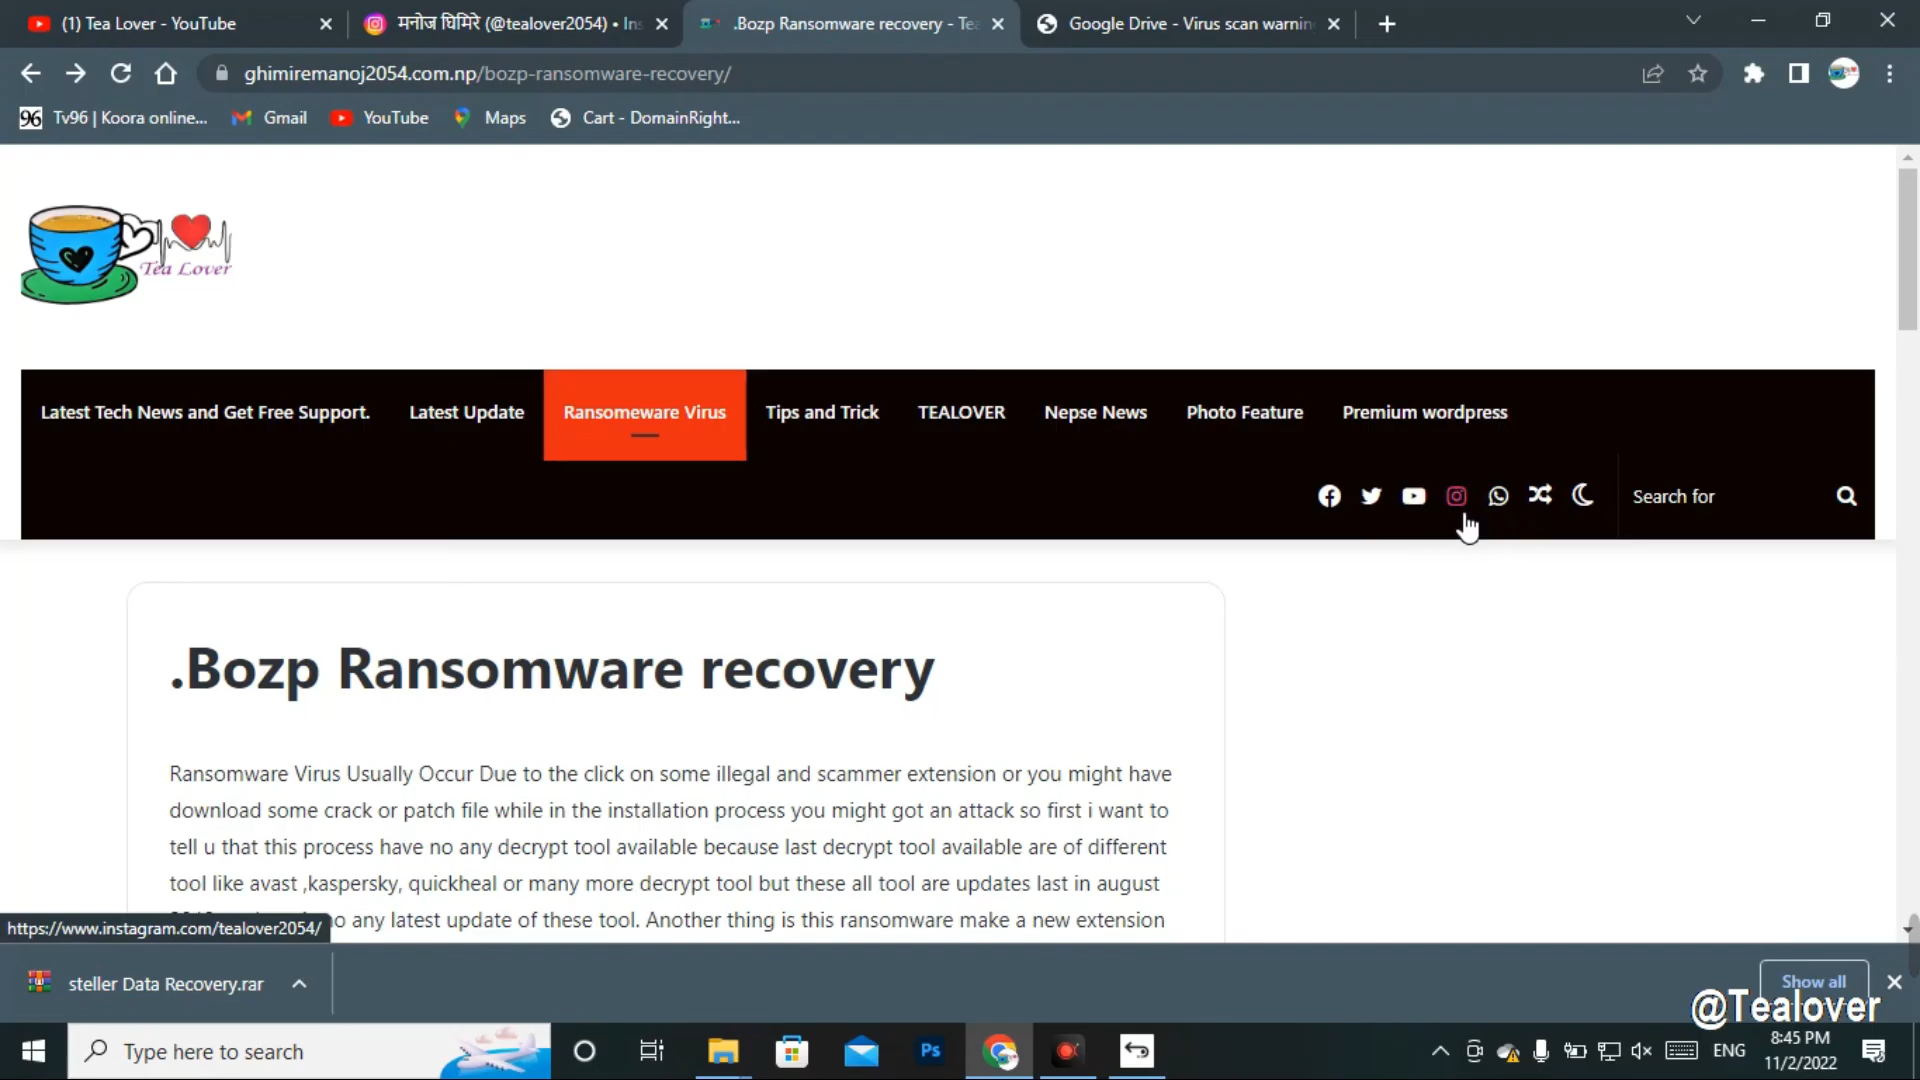 (1) Tea Lover - YouTube
मनोज घिमिरे (@tealover2054) • Ins
.Bozp Ransomware recovery - Tea
Google Drive - Virus scan warnin
ghimiremanoj2054.com.np/bozp-ransomware-recovery/
96 Tv96 | Koora online...
Gmail
YouTube
Maps
Cart - DomainRight...
Tea Lover
Latest Tech News and Get Free Support.
Latest Update
Ransomeware Virus
Tips and Trick
TEALOVER
Nepse News
Photo Feature
Premium wordpress
Search for
.Bozp Ransomware recovery
Ransomware Virus Usually Occur Due to the click on some illegal and scammer extension or you might have
download some crack or patch file while in the installation process you might got an attack so first i want to
tell u that this process have no any decrypt tool available because last decrypt tool available are of different
tool like avast ,kaspersky, quickheal or many more decrypt tool but these all tool are updates last in august
no any latest update of these tool. Another thing is this ransomware make a new extension
https://www.instagram.com/tealover2054/
steller Data Recovery.rar
Show all
@Tealover
Type here to search
Ps
ENG
8:45 PM
11/2/2022